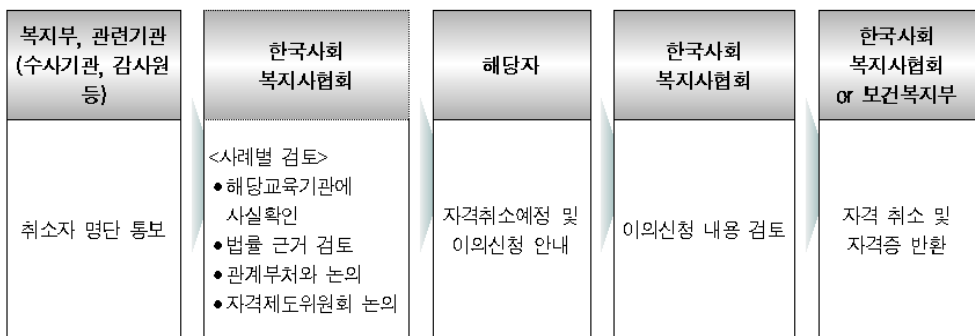 복지부, 관련기관
(수사기관, 감사원
등)
취소자 명단 통보
한국사회
복지사협회
<사례별 검토>
●해당교육기관에
사실확인
●법률 근거 검토
●관계부처와 논의
●자격제도위원회 논의
해당자
자격취소예정 및
이의신청 안내
한국사회
복지사협회
이의신청 내용 검토
한국사회
복지사협회
or 보건복지부
자격 취소 및
자격증 반환